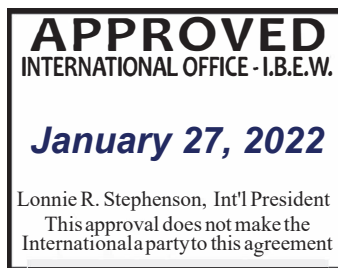 APPROVED
INTERNATIONAL OFFICE - I.B.E.W.
January 27, 2022
Lonnie R. Stephenson, Int'l President
This approval does not make the
International a party to this agreement